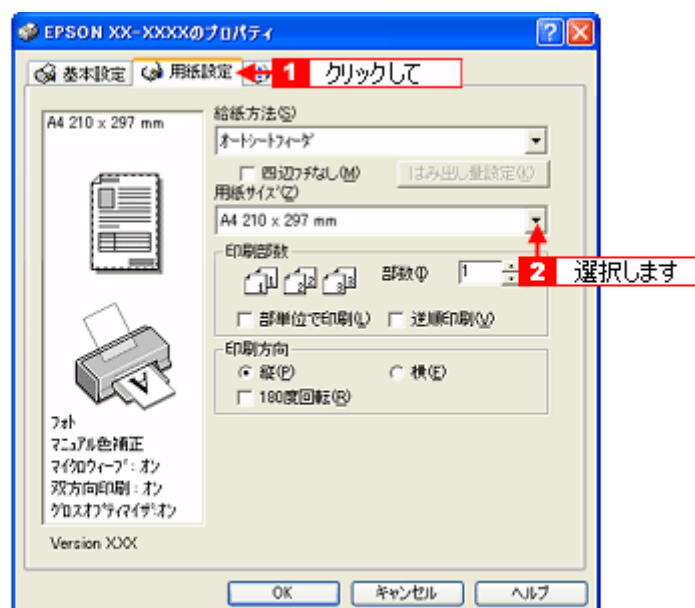 EPSON XX-XXXXのプロパティ
基本設定 用紙設定
1 クリックして
A4 210 x 297 mm
給紙方法(S)
オートシートフィーダ
四辺フチなし(M) はみ出し量設定(K)
用紙サイズ(Z)
A4 210 x 297 mm
2 選択します
印刷部数
部数(I) 1
部単位で印刷(L) 逆順印刷(V)
印刷方向
縦(P) 横(E)
180度回転(R)
フォト
マニュアル色補正
マイクロウィーブ：オン
双方向印刷：オン
グロスオプティマイザ：オン
Version XXX
OK キャンセル ヘルプ